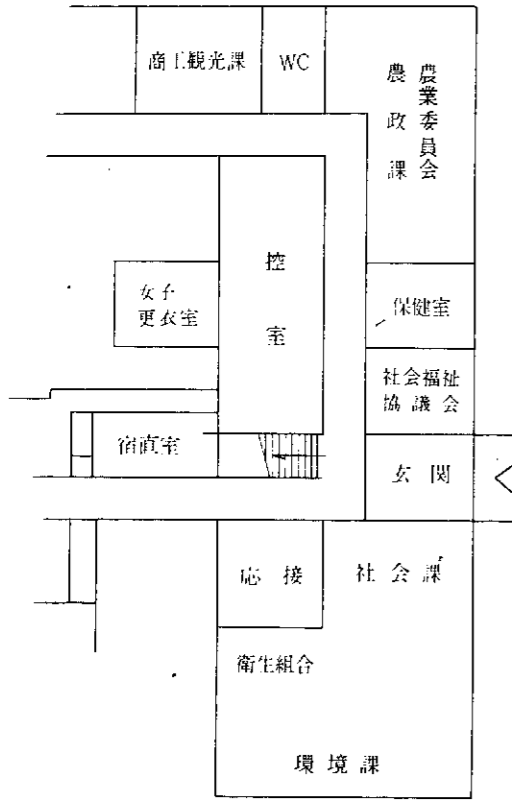 商工観光課
WC
農業委員会
農政課
控室
女子
更衣室
保健室
社会福祉
協議会
宿直室
玄関
応接
社会課
衛生組合
環境課